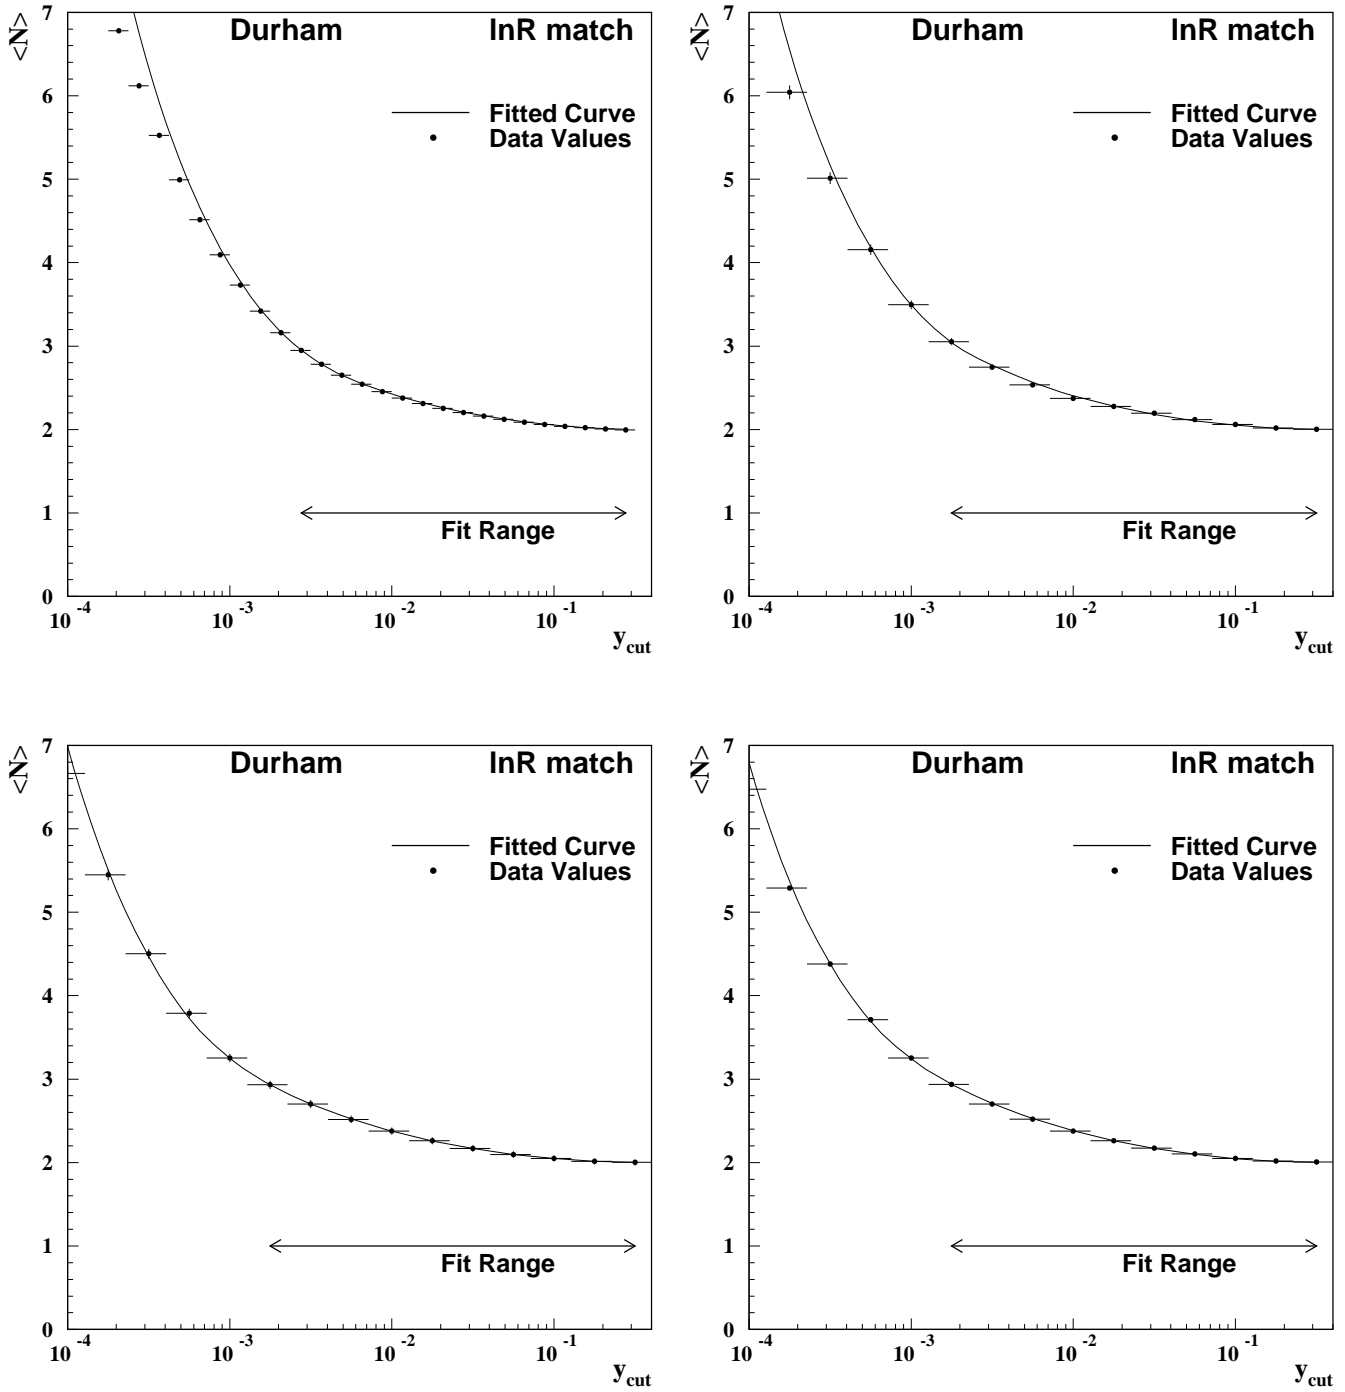 <N>
7
Durham lnR match
6
Fitted Curve
Data Values
5
4
3
2
1
Fit Range
0
10-4 10-3 10-2 10-1
ycut
<N>
7
Durham lnR match
6
Fitted Curve
Data Values
5
4
3
2
1
Fit Range
0
10-4 10-3 10-2 10-1
ycut
<N>
7
Durham lnR match
6
Fitted Curve
Data Values
5
4
3
2
1
Fit Range
0
10-4 10-3 10-2 10-1
ycut
<N>
7
Durham lnR match
6
Fitted Curve
Data Values
5
4
3
2
1
Fit Range
0
10-4 10-3 10-2 10-1
ycut